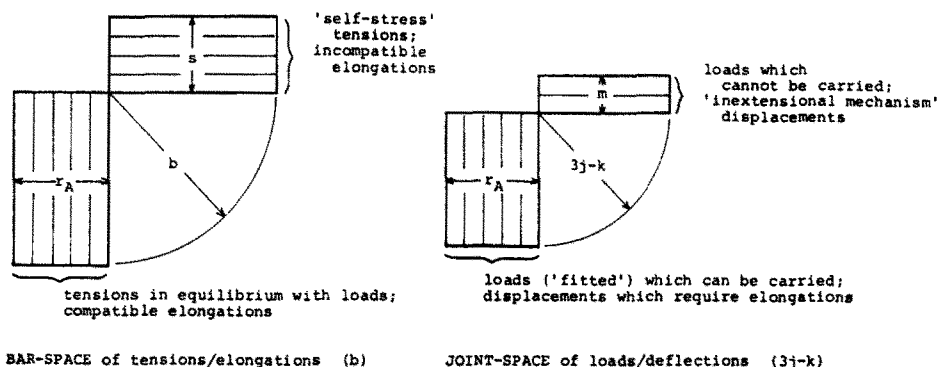 'self-stress'
tensions;
incompatible
elongations
s
b
r_A
tensions in equilibrium with loads;
compatible elongations
BAR-SPACE of tensions/elongations (b)
loads which
cannot be carried;
'inextensional mechanism'
displacements
m
3j-k
r_A
loads ('fitted') which can be carried;
displacements which require elongations
JOINT-SPACE of loads/deflections (3j-k)